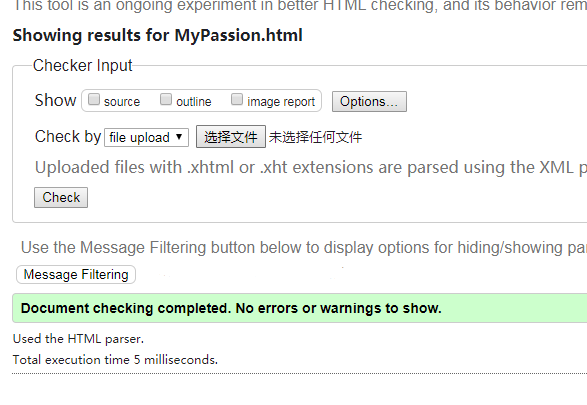 This tool is an ongoing experiment in better HTML checking, and its behavior rem
Showing results for MyPassion.html
Checker Input
Show source outline image report Options...
Check by file upload 选择文件 未选择任何文件
Uploaded files with .xhtml or .xht extensions are parsed using the XML p
Check
Use the Message Filtering button below to display options for hiding/showing pa
Message Filtering
Document checking completed. No errors or warnings to show.
Used the HTML parser.
Total execution time 5 milliseconds.